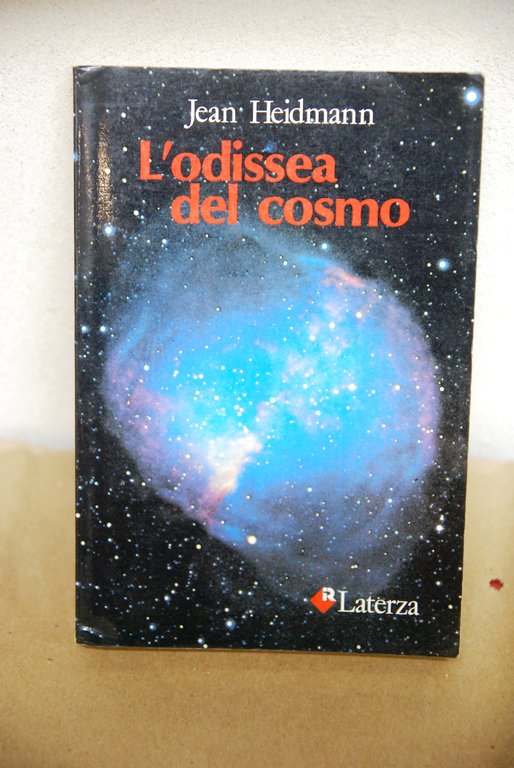 Jean Heidmann
L'odissea
del cosmo
R Laterza